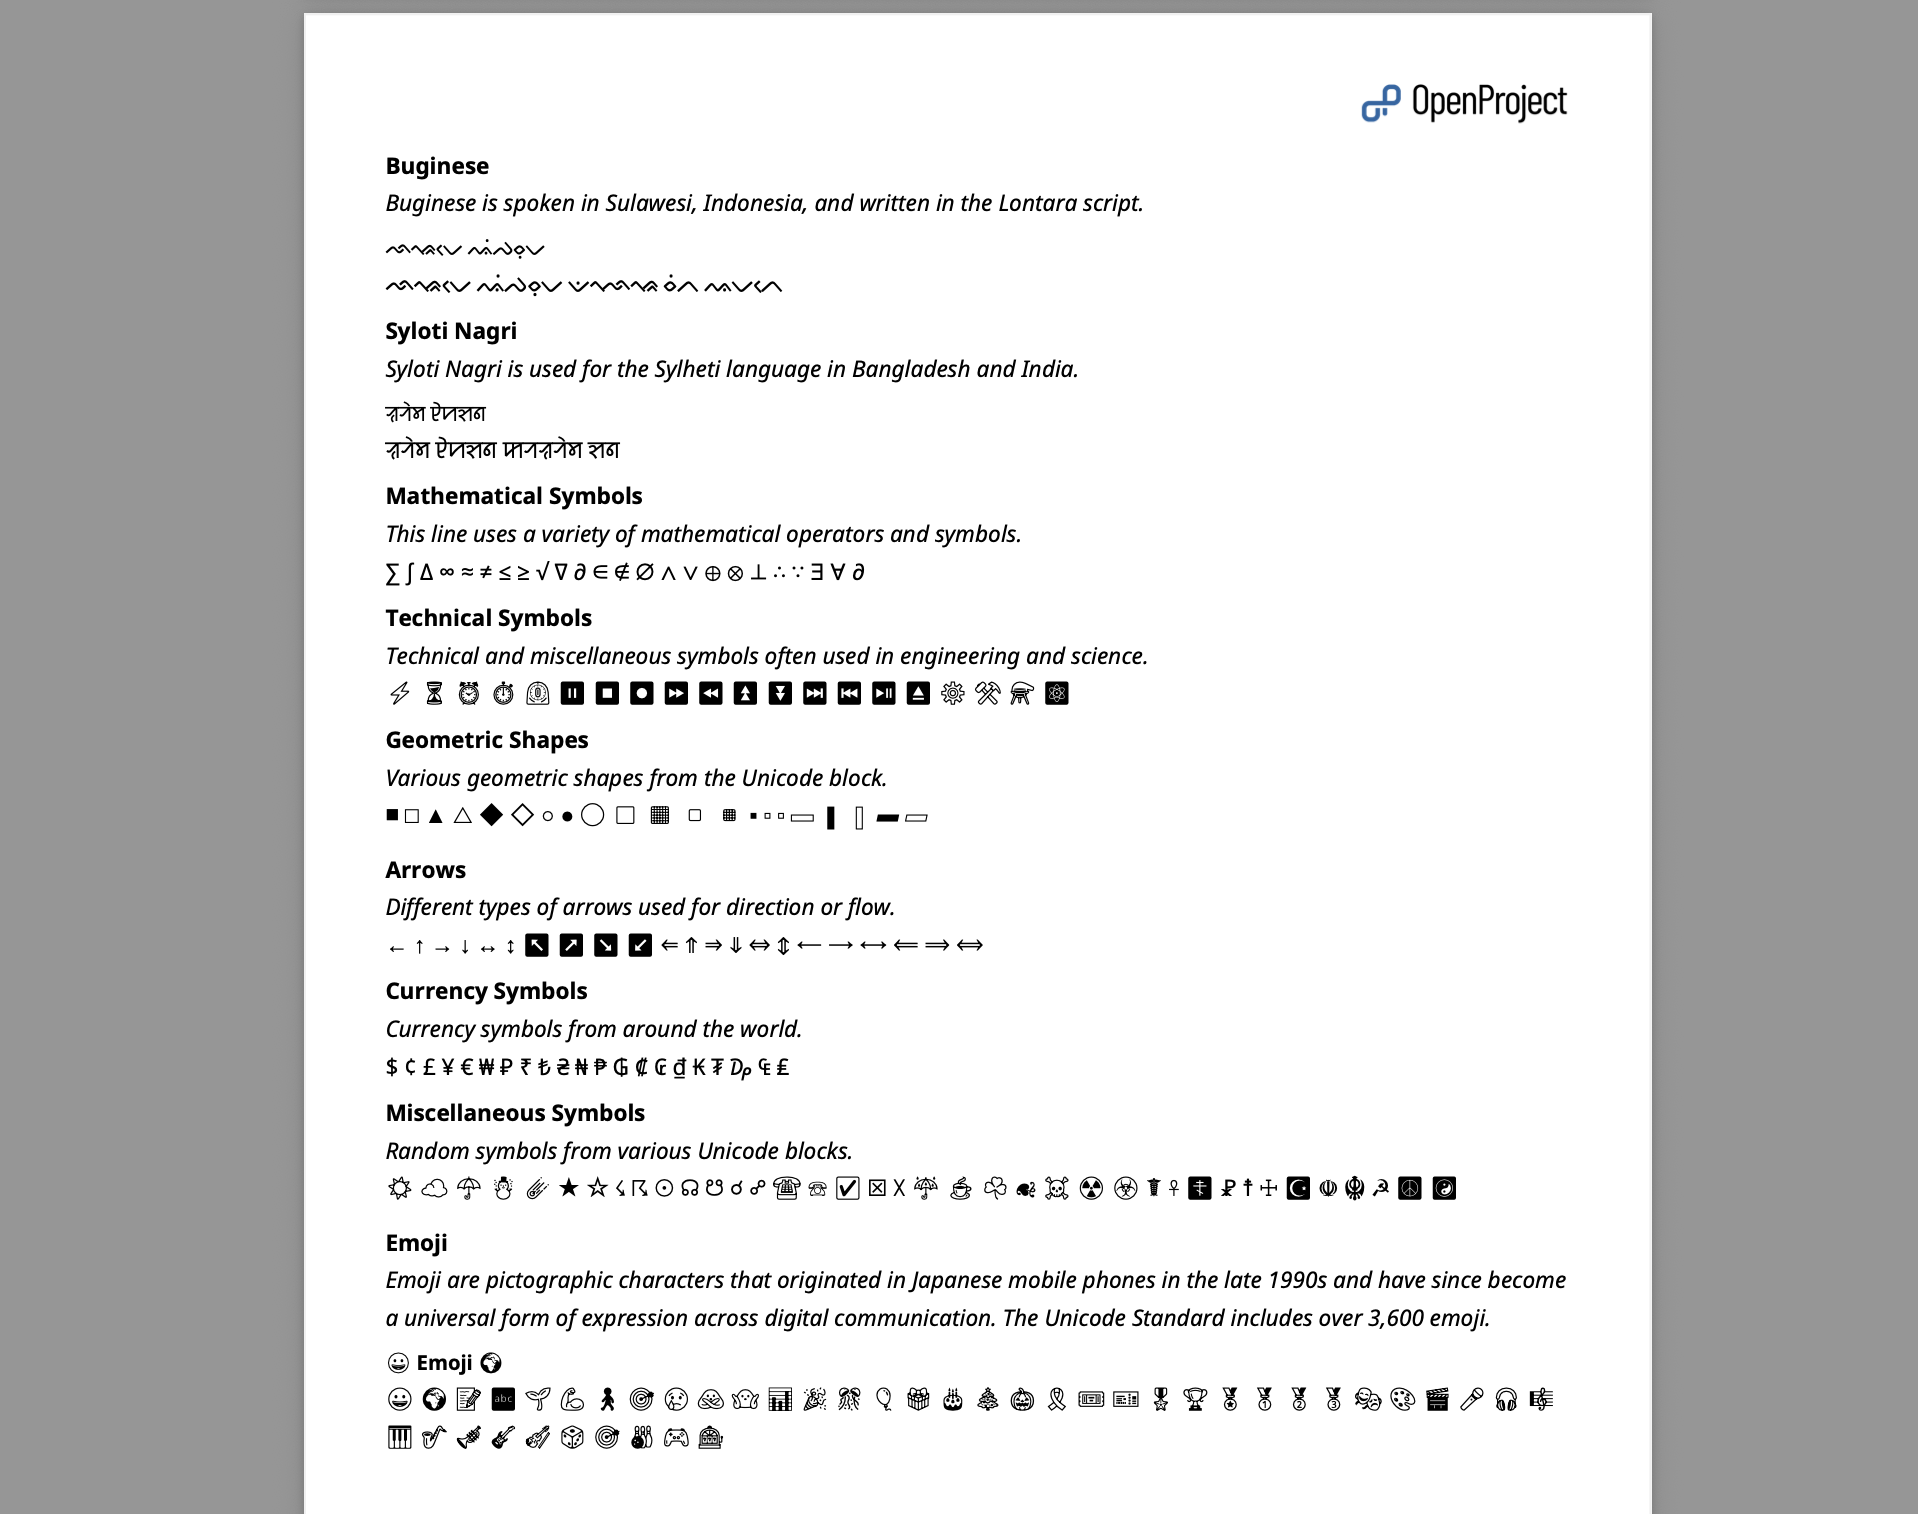 OpenProject
Buginese
Buginese is spoken in Sulawesi, Indonesia, and written in the Lontara script.
Syloti Nagri
Syloti Nagri is used for the Sylheti language in Bangladesh and India.
Mathematical Symbols
This line uses a variety of mathematical operators and symbols.
∑ ∫ ∆ ∞ ≈ ≠ ≤ ≥ √ ∇ ∂ ∈ ∉ ∅ ∧ ∨ ⊕ ⊗ ⊥ ∴ ∵ ∃ ∀ ∂
Technical Symbols
Technical and miscellaneous symbols often used in engineering and science.
⚡ ⏳ ⏰ ⏱ ⏲ ⏸ ⏹ ⏺ ⏩ ⏪ ⏫ ⏬ ⏭ ⏮ ⏯ ⏏ ⚙ ⚒ ⚛
Geometric Shapes
Various geometric shapes from the Unicode block.
■ □ ▲ △ ◆ ◇ ○ ● ◯ ▪ ▫ ▫ ▭ ▮ ▯ ▰ ▱
Arrows
Different types of arrows used for direction or flow.
← ↑ → ↓ ↔ ↕ ↖ ↗ ↘ ↙ ⇐ ⇑ ⇒ ⇓ ⇔ ⇕ ⟵ ⟶ ⟷ ⟸ ⟹ ⟺
Currency Symbols
Currency symbols from around the world.
$ ¢ £ ¥ € ₩ ₽ ₹ ₺ ₴ ₦ ₱ ₲ ₡ ₢ ₫ ₭ ₮ ₯ ₠ ₤
Miscellaneous Symbols
Random symbols from various Unicode blocks.
☀ ☁ ☂ ☃ ☄ ★ ☆ ☇ ☈ ☉ ☊ ☋ ☌ ☍ ☎ ☏ ☑ ☒ ☓ ☔ ☕ ☘ ☙ ☠ ☢ ☣ ☤ ☥ ☦ ☧ ☨ ☩ ☪ ☫ ☬ ☭ ☮ ☯
Emoji
Emoji are pictographic characters that originated in Japanese mobile phones in the late 1990s and have since become
a universal form of expression across digital communication. The Unicode Standard includes over 3,600 emoji.
😀 Emoji 🌍